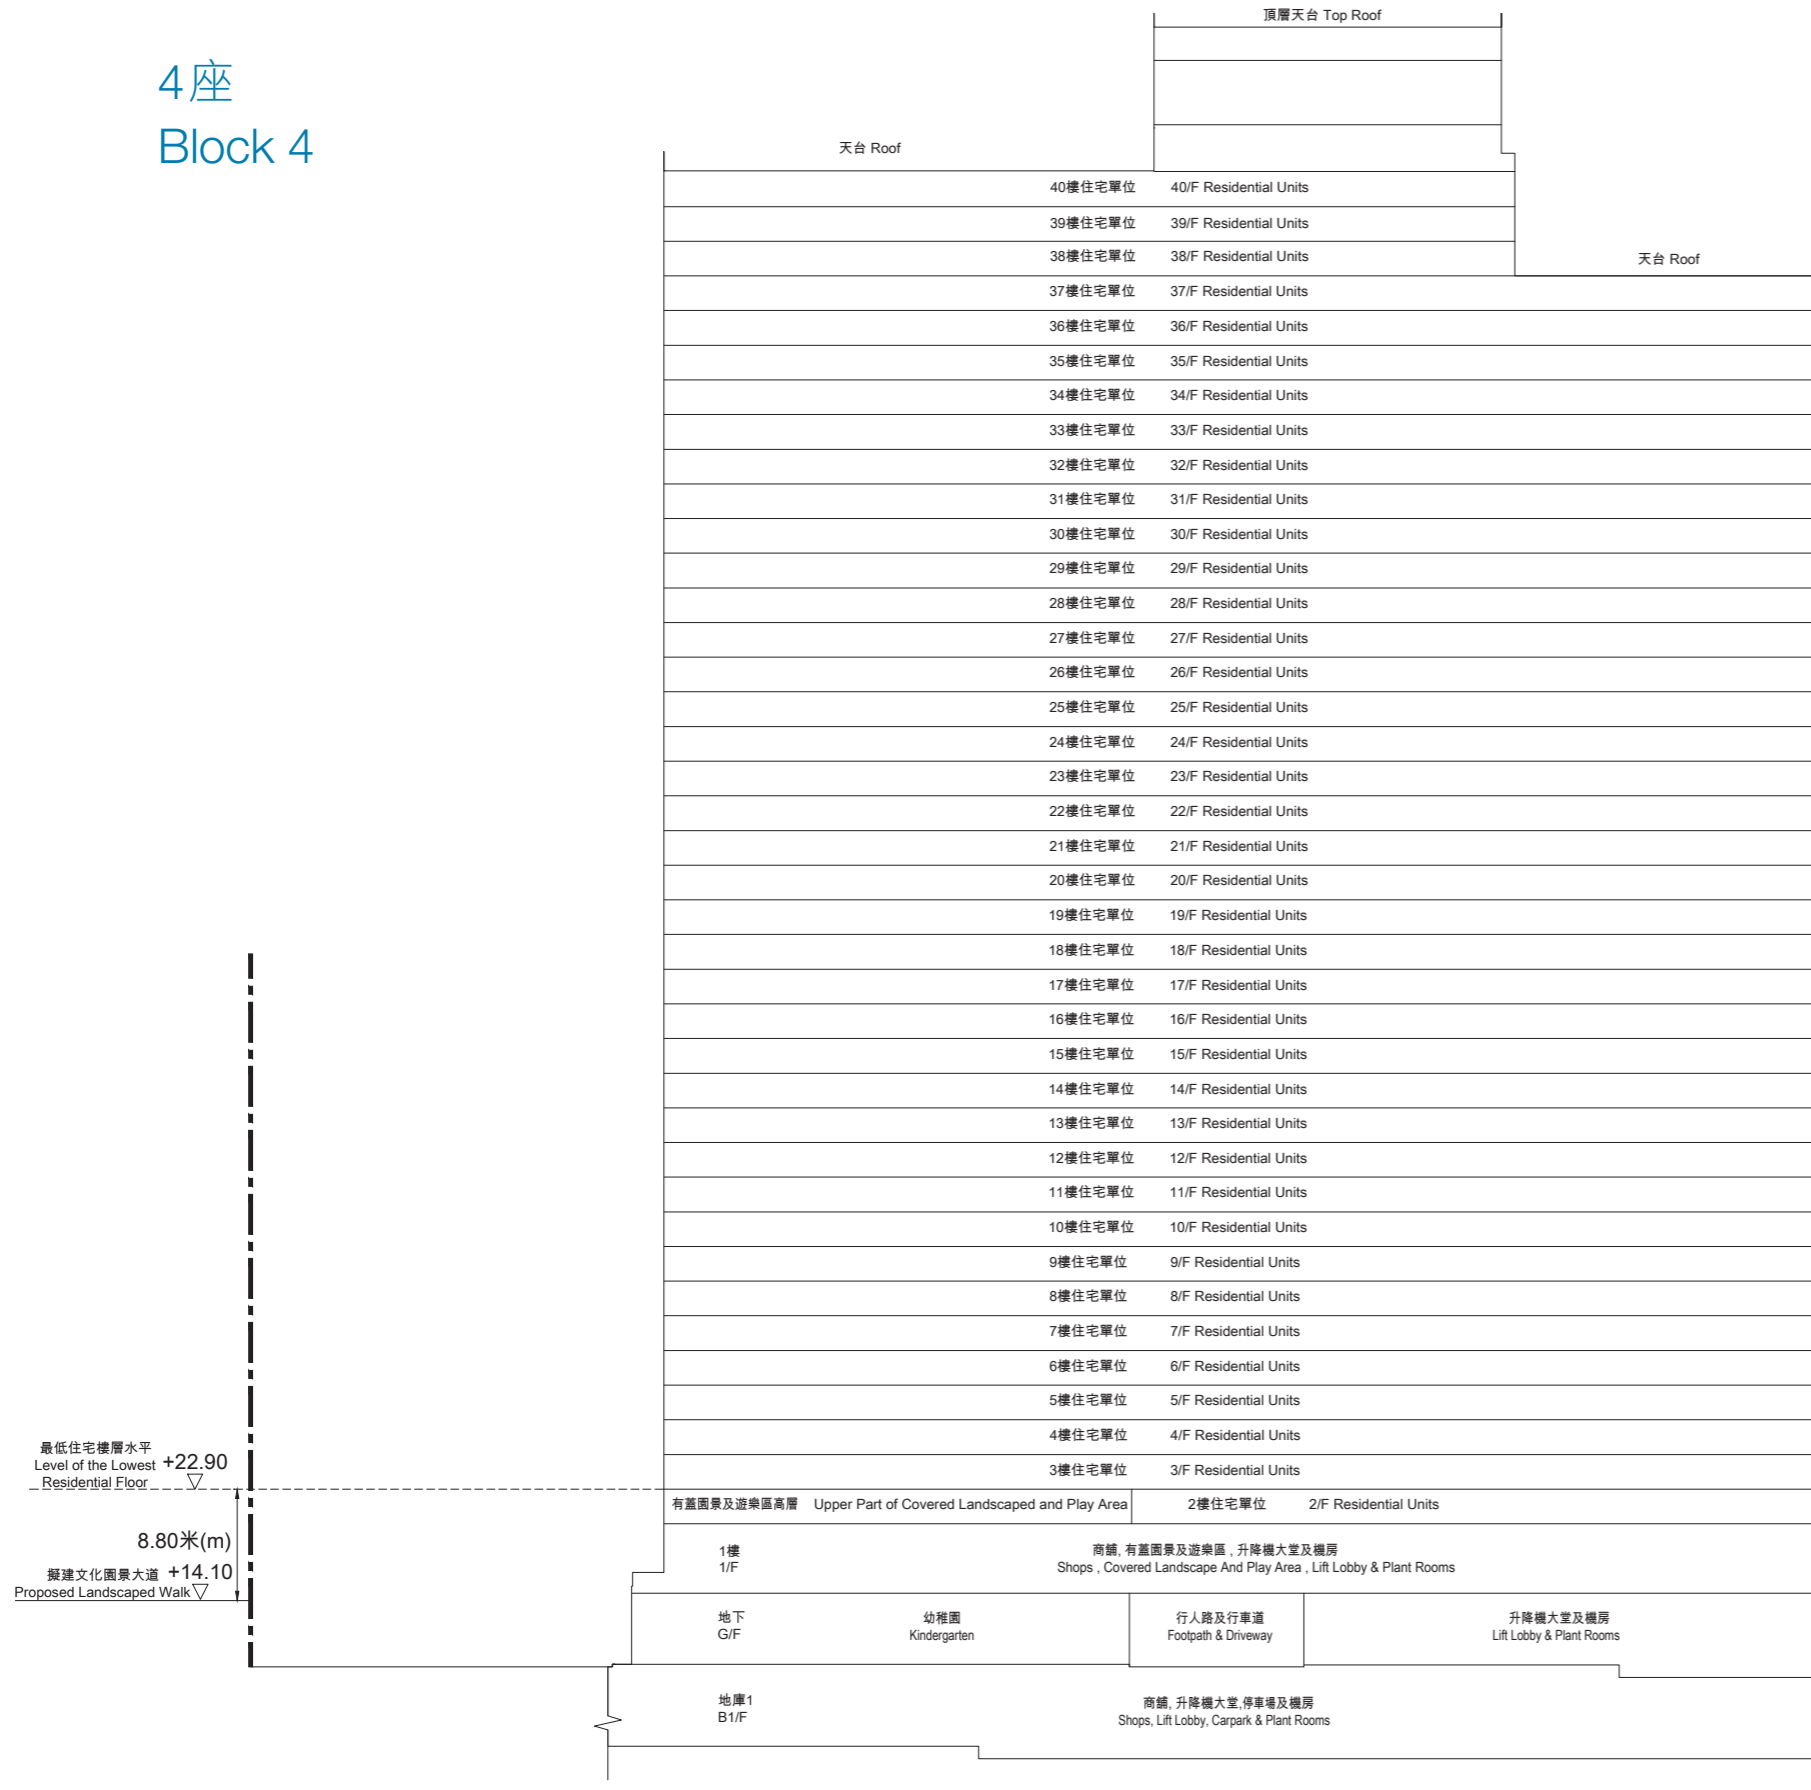 4座
Block 4
頂層天台 Top Roof
天台 Roof
40樓住宅單位 40/F Residential Units
39樓住宅單位 39/F Residential Units
38樓住宅單位 38/F Residential Units
天台 Roof
37樓住宅單位 37/F Residential Units
36樓住宅單位 36/F Residential Units
35樓住宅單位 35/F Residential Units
34樓住宅單位 34/F Residential Units
33樓住宅單位 33/F Residential Units
32樓住宅單位 32/F Residential Units
31樓住宅單位 31/F Residential Units
30樓住宅單位 30/F Residential Units
29樓住宅單位 29/F Residential Units
28樓住宅單位 28/F Residential Units
27樓住宅單位 27/F Residential Units
26樓住宅單位 26/F Residential Units
25樓住宅單位 25/F Residential Units
24樓住宅單位 24/F Residential Units
23樓住宅單位 23/F Residential Units
22樓住宅單位 22/F Residential Units
21樓住宅單位 21/F Residential Units
20樓住宅單位 20/F Residential Units
19樓住宅單位 19/F Residential Units
18樓住宅單位 18/F Residential Units
17樓住宅單位 17/F Residential Units
16樓住宅單位 16/F Residential Units
15樓住宅單位 15/F Residential Units
14樓住宅單位 14/F Residential Units
13樓住宅單位 13/F Residential Units
12樓住宅單位 12/F Residential Units
11樓住宅單位 11/F Residential Units
10樓住宅單位 10/F Residential Units
9樓住宅單位 9/F Residential Units
8樓住宅單位 8/F Residential Units
7樓住宅單位 7/F Residential Units
6樓住宅單位 6/F Residential Units
5樓住宅單位 5/F Residential Units
4樓住宅單位 4/F Residential Units
3樓住宅單位 3/F Residential Units
最低住宅樓層水平
Level of the Lowest +22.90
Residential Floor
有蓋園景及遊樂區高層 Upper Part of Covered Landscaped and Play Area 2樓住宅單位 2/F Residential Units
8.80米(m)
擬建文化園景大道 +14.10
Proposed Landscaped Walk
1樓
1/F
商舖, 有蓋園景及遊樂區 , 升降機大堂及機房
Shops , Covered Landscape And Play Area , Lift Lobby & Plant Rooms
地下
G/F
幼稚園
Kindergarten
行人路及行車道
Footpath & Driveway
升降機大堂及機房
Lift Lobby & Plant Rooms
地庫1
B1/F
商舖, 升降機大堂,停車場及機房
Shops, Lift Lobby, Carpark & Plant Rooms